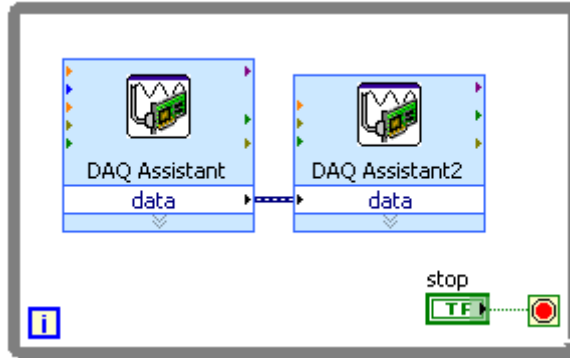 DAQ Assistant
data
DAQ Assistant2
data
stop
TF
i